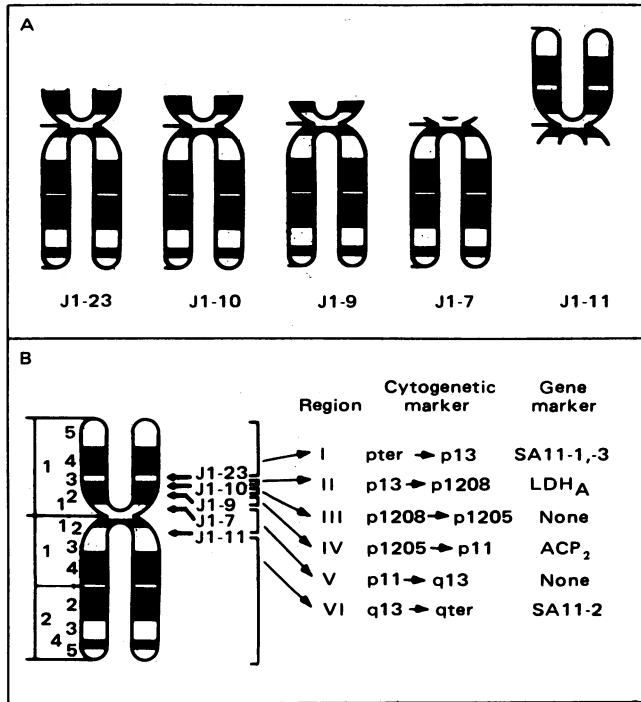 A
J1-23 J1-10 J1-9 J1-7 J1-11
B
Region Cytogenetic marker Gene marker
I pter → p13 SA11-1,-3
II p13 → p1208 LDH_A
III p1208 → p1205 None
IV p1205 → p11 ACP_2
V p11 → q13 None
VI q13 → qter SA11-2
J1-23
J1-10
J1-9
J1-7
J1-11
5
1 4
3
1 2
1 2
1 3
4
2
2 3
4
5